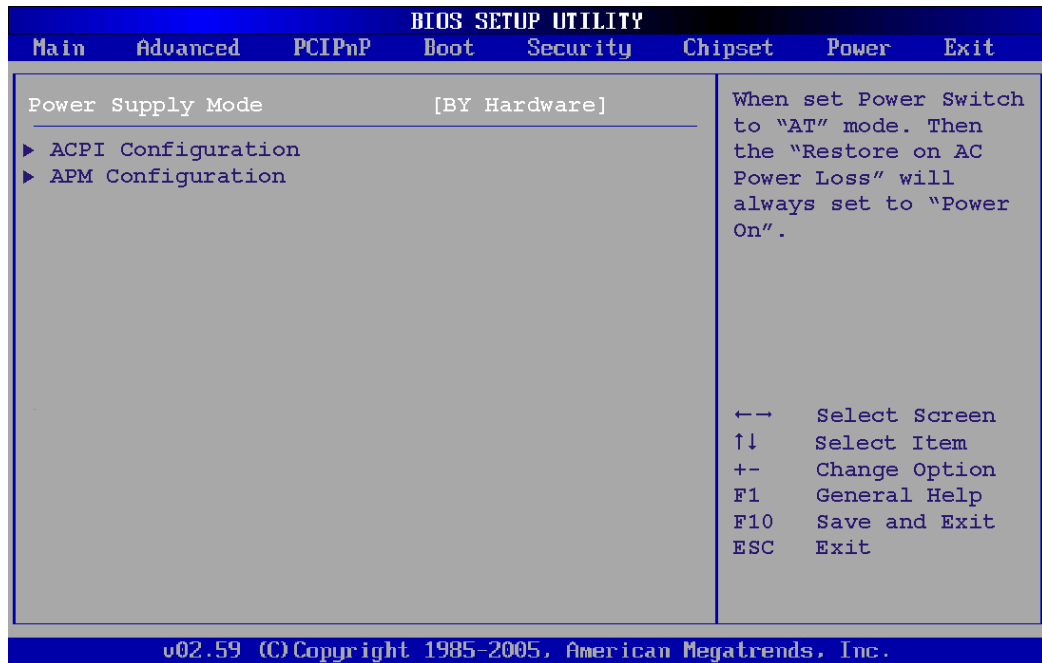 BIOS SETUP UTILITY
Main Advanced PCIPnP Boot Security Chipset Power Exit
Power Supply Mode [BY Hardware]
▶ ACPI Configuration
▶ APM Configuration
When set Power Switch
to “AT” mode. Then
the “Restore on AC
Power Loss” will
always set to “Power
On”.
←→ Select Screen
↑↓ Select Item
+- Change Option
F1 General Help
F10 Save and Exit
ESC Exit
v02.59 (C)Copyright 1985-2005, American Megatrends, Inc.